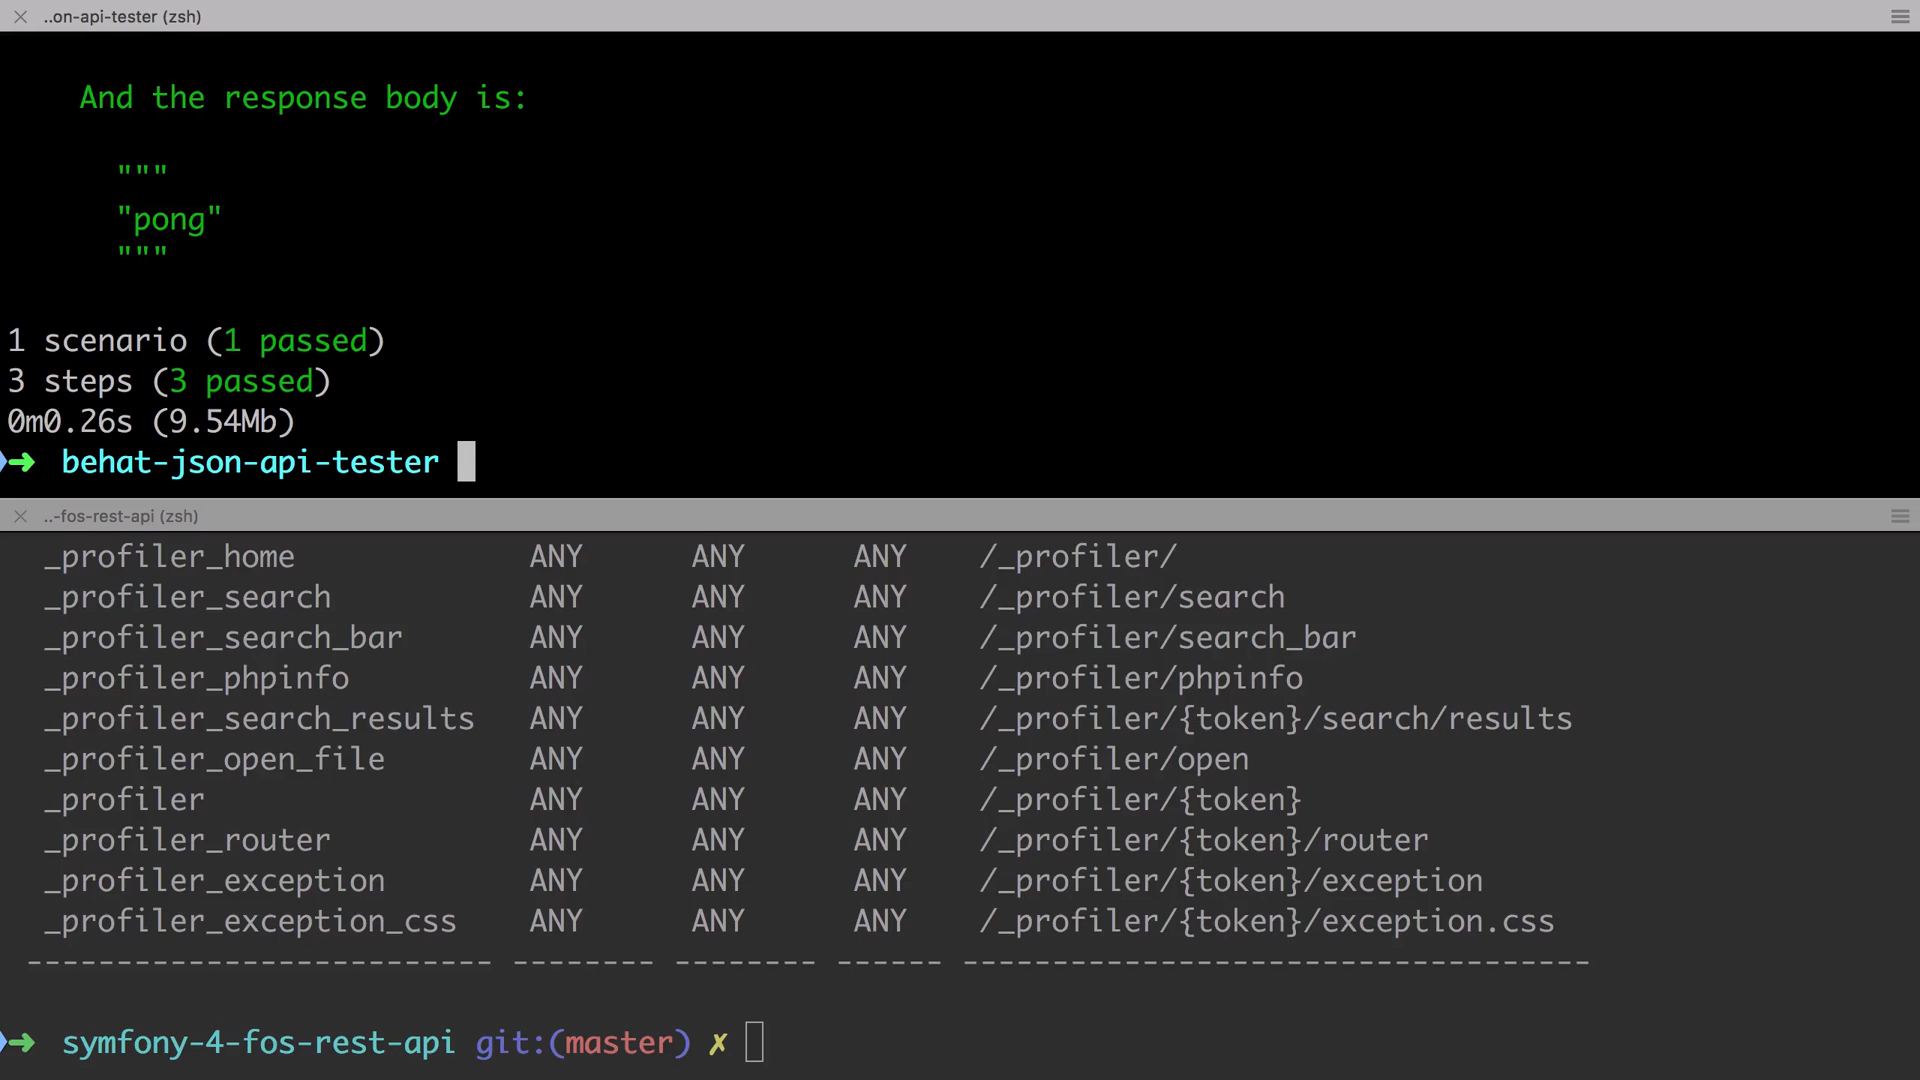 ..on-api-tester (zsh)
And the response body is:
"""
"pong"
"""
1 scenario (1 passed)
3 steps (3 passed)
0m0.26s (9.54Mb)
➜ behat-json-api-tester
..-fos-rest-api (zsh)
_profiler_home ANY ANY ANY /_profiler/
_profiler_search ANY ANY ANY /_profiler/search
_profiler_search_bar ANY ANY ANY /_profiler/search_bar
_profiler_phpinfo ANY ANY ANY /_profiler/phpinfo
_profiler_search_results ANY ANY ANY /_profiler/{token}/search/results
_profiler_open_file ANY ANY ANY /_profiler/open
_profiler ANY ANY ANY /_profiler/{token}
_profiler_router ANY ANY ANY /_profiler/{token}/router
_profiler_exception ANY ANY ANY /_profiler/{token}/exception
_profiler_exception_css ANY ANY ANY /_profiler/{token}/exception.css
-------------------------- -------- -------- ------ -----------------------------------
➜ symfony-4-fos-rest-api git:(master) ✗